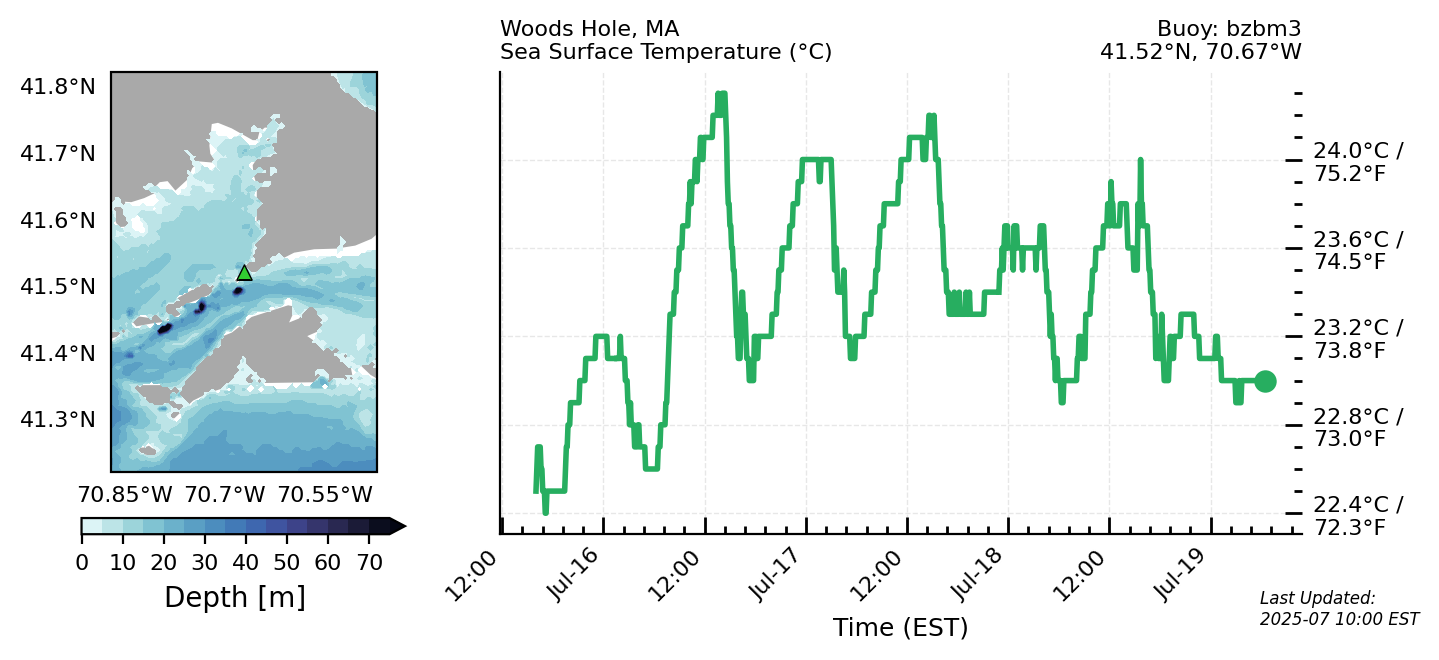 Woods Hole, MA
Sea Surface Temperature (°C)
Buoy: bzbm3
41.52°N, 70.67°W
41.8°N
41.7°N
41.6°N
41.5°N
41.4°N
41.3°N
70.85°W 70.7°W 70.55°W
0 10 20 30 40 50 60 70
Depth [m]
24.0°C /
75.2°F
23.6°C /
74.5°F
23.2°C /
73.8°F
22.8°C /
73.0°F
22.4°C /
72.3°F
12:00 Jul-16 12:00 Jul-17 12:00 Jul-18 12:00 Jul-19
Time (EST)
Last Updated:
2025-07 10:00 EST